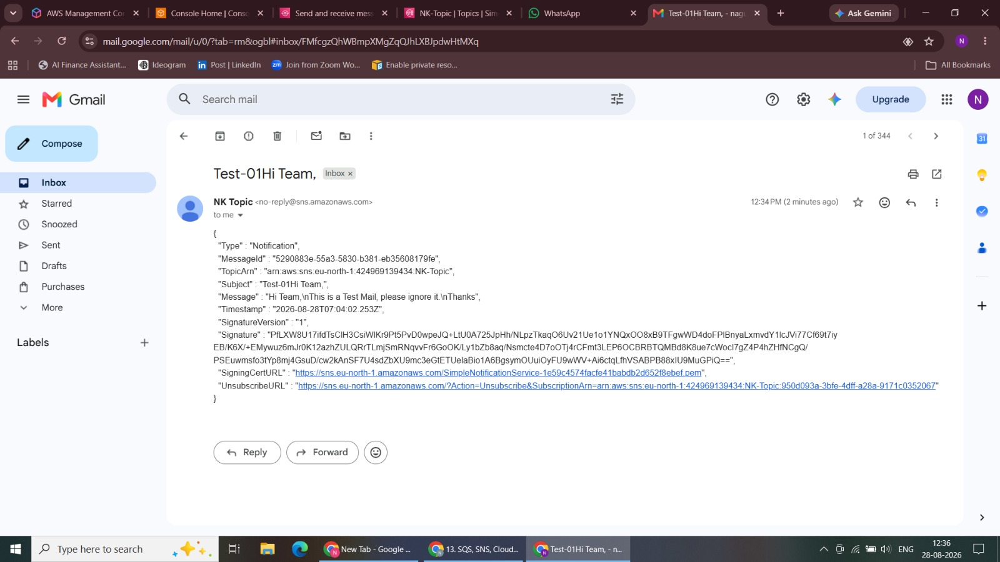 AWS Management Co
Console Home | Conso
Send and receive mess
NK-Topic | Topics | Sim
WhatsApp
Test-01Hi Team, - nagu
Ask Gemini
mail.google.com/mail/u/0/?tab=rm&ogbl#inbox/FMfcgzQhWBmpXMgZqQJhLXBJpdwHtMXq
N
AI Finance Assistant...
Ideogram
in Post | LinkedIn
zm Join from Zoom Wo...
Enable private reso...
All Bookmarks
Gmail
Search mail
Upgrade
N
Compose
1 of 344
31
Test-01Hi Team,
Inbox ×
Inbox
Starred
Snoozed
Sent
Drafts
Purchases
More
Labels
NK Topic <no-reply@sns.amazonaws.com>
12:34 PM (2 minutes ago)
to me
{
"Type" : "Notification",
"MessageId" : "5290883e-55a3-5830-b381-eb35608179fe",
"TopicArn" : "arn:aws:sns:eu-north-1:424969139434:NK-Topic",
"Subject" : "Test-01Hi Team,",
"Message" : "Hi Team,\nThis is a Test Mail, please ignore it.\nThanks",
"Timestamp" : "2026-08-28T07:04:02.253Z",
"SignatureVersion" : "1",
"Signature" : "PfLXW8U17ifdTsClH3CsiWlKr9Pt5PvD0wpeJQ+LtU0A725JpHh/NLpzTkaqO6Uv21Ue1o1YNQxOO8xB9TFgwWD4doFPlBnyaLxmvdY1lcJVi77Cf69t7iy
EB/K6X/+EMywuz6mJr0K12azhZULQRrTLmjSmRNqvvFr6GoOK/Ly1bZb8aq/Nsmcte4D7oOTj4rCFmt3LEP6OCBRBTQMBd8K8ue7cWocI7gZ4P4hZHfNCgQ/
PSEuwmsfo3tYp8mj4GsuD/cw2kAnSF7U4sdZbXU9mc3eGtETUelaBio1A6BgsymOUuiOyFU9wWV+Ai6ctqLfhVSABPB88xIU9MuGPiQ==",
"SigningCertURL" : "https://sns.eu-north-1.amazonaws.com/SimpleNotificationService-1e59c4574facfe41babdb2d652f8ebef.pem",
"UnsubscribeURL" : "https://sns.eu-north-1.amazonaws.com/?Action=Unsubscribe&SubscriptionArn=arn:aws:sns:eu-north-1:424969139434:NK-Topic:950d093a-3bfe-4dff-a28a-9171c0352067"
}
Reply
Forward
Type here to search
New Tab - Google ...
13. SQS, SNS, Cloud...
Test-01Hi Team, - n...
ENG
12:36
28-08-2026